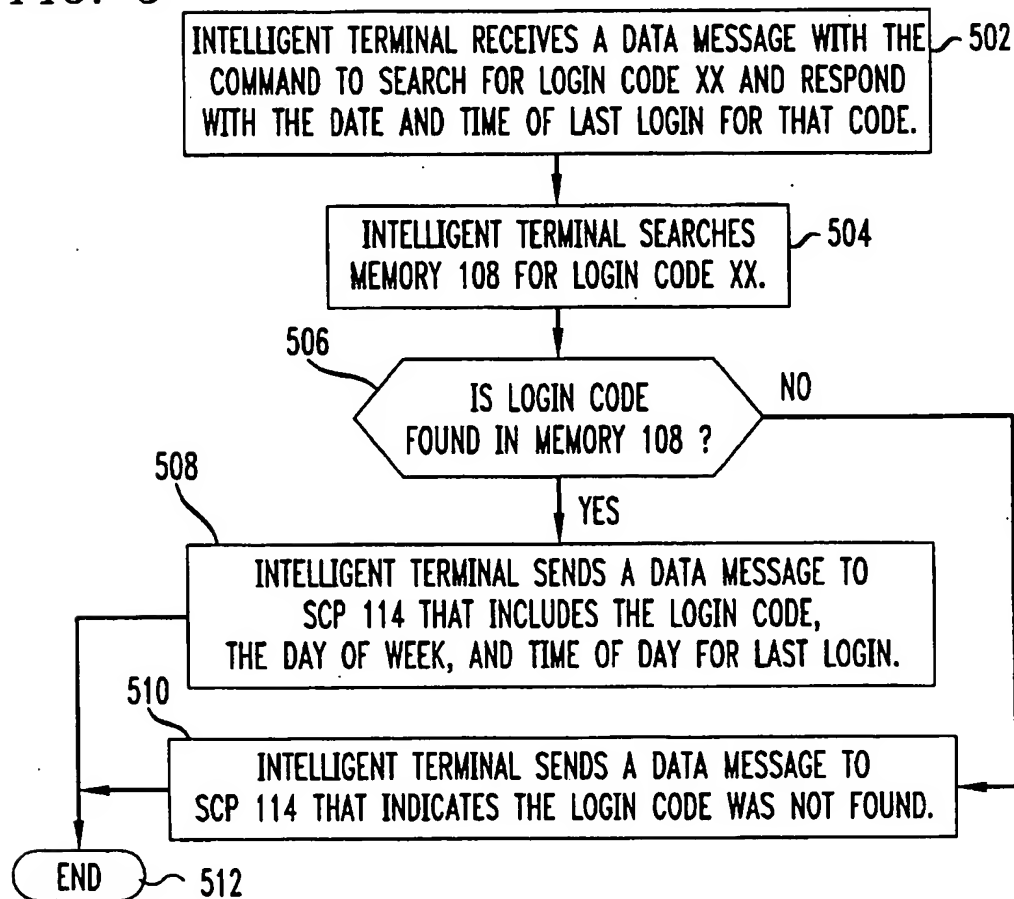 INTELLIGENT TERMINAL RECEIVES A DATA MESSAGE WITH THE
COMMAND TO SEARCH FOR LOGIN CODE XX AND RESPOND
WITH THE DATE AND TIME OF LAST LOGIN FOR THAT CODE.
502
INTELLIGENT TERMINAL SEARCHES
MEMORY 108 FOR LOGIN CODE XX.
504
506
IS LOGIN CODE
FOUND IN MEMORY 108 ?
NO
YES
508
INTELLIGENT TERMINAL SENDS A DATA MESSAGE TO
SCP 114 THAT INCLUDES THE LOGIN CODE,
THE DAY OF WEEK, AND TIME OF DAY FOR LAST LOGIN.
510
INTELLIGENT TERMINAL SENDS A DATA MESSAGE TO
SCP 114 THAT INDICATES THE LOGIN CODE WAS NOT FOUND.
END
512